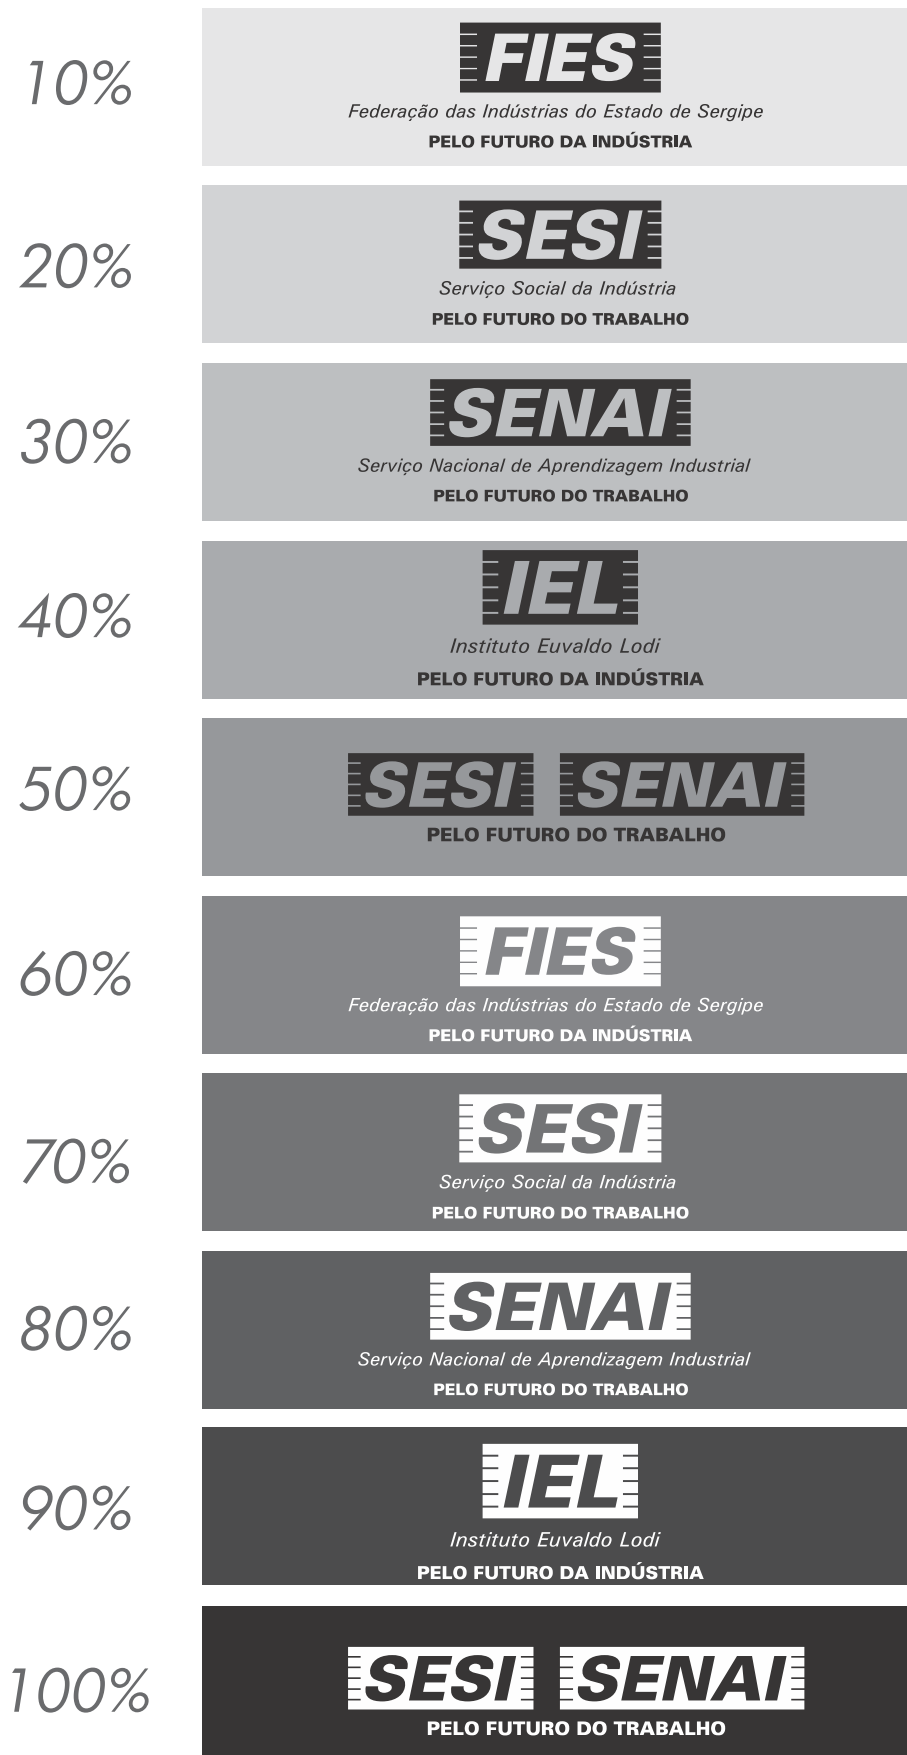 10%
FIES
Federação das Indústrias do Estado de Sergipe
PELO FUTURO DA INDÚSTRIA
20%
SESI
Serviço Social da Indústria
PELO FUTURO DO TRABALHO
30%
SENAI
Serviço Nacional de Aprendizagem Industrial
PELO FUTURO DO TRABALHO
40%
IEL
Instituto Euvaldo Lodi
PELO FUTURO DA INDÚSTRIA
50%
SESI SENAI
PELO FUTURO DO TRABALHO
60%
FIES
Federação das Indústrias do Estado de Sergipe
PELO FUTURO DA INDÚSTRIA
70%
SESI
Serviço Social da Indústria
PELO FUTURO DO TRABALHO
80%
SENAI
Serviço Nacional de Aprendizagem Industrial
PELO FUTURO DO TRABALHO
90%
IEL
Instituto Euvaldo Lodi
PELO FUTURO DA INDÚSTRIA
100%
SESI SENAI
PELO FUTURO DO TRABALHO